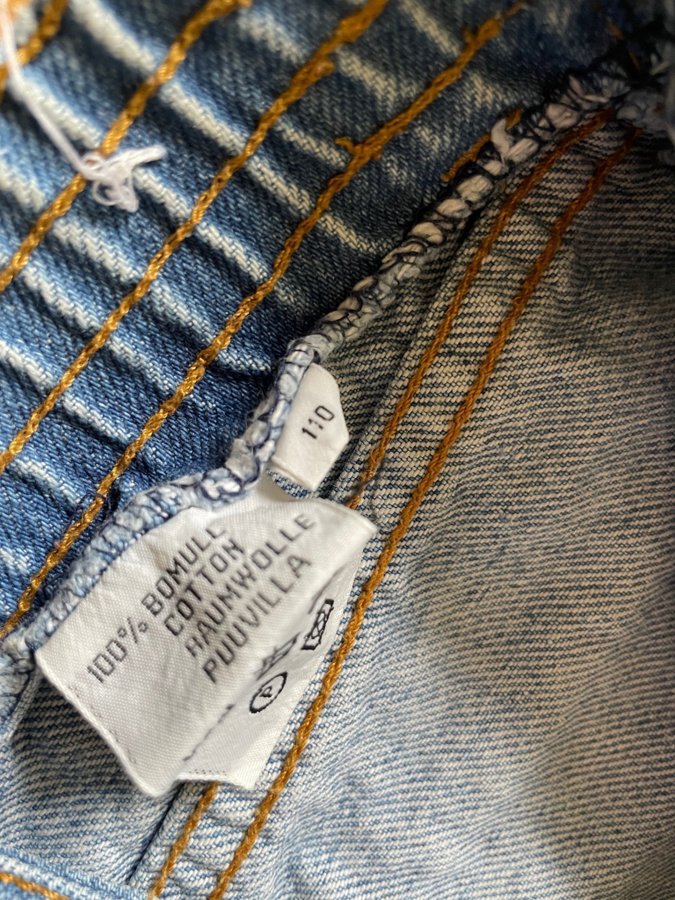 110
100% BOMULL
COTTON
BAUMWOLLE
PUUVILLA
P